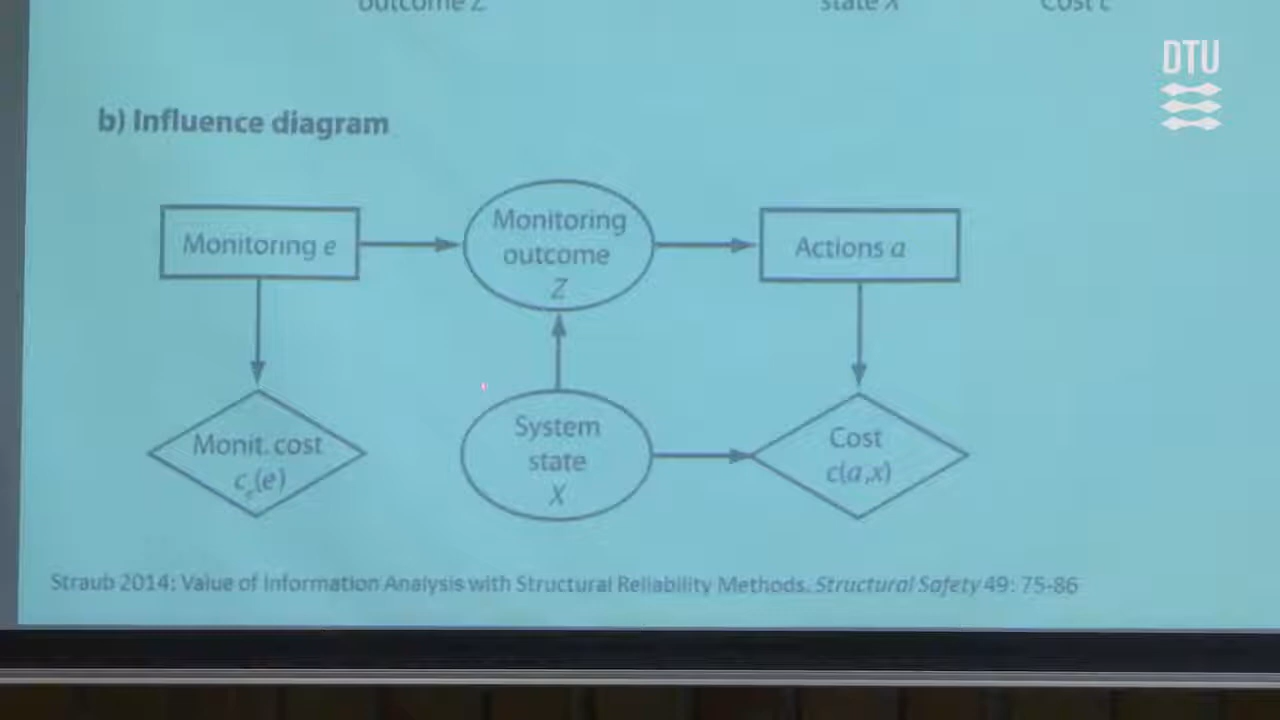 outcome Z
state X
Cost c
DTU
b) Influence diagram
Monitoring e
Monitoring
outcome
Z
Actions a
Monit. cost
cₑ(e)
System
state
X
Cost
c(a,x)
Straub 2014: Value of Information Analysis with Structural Reliability Methods. Structural Safety 49: 75-86